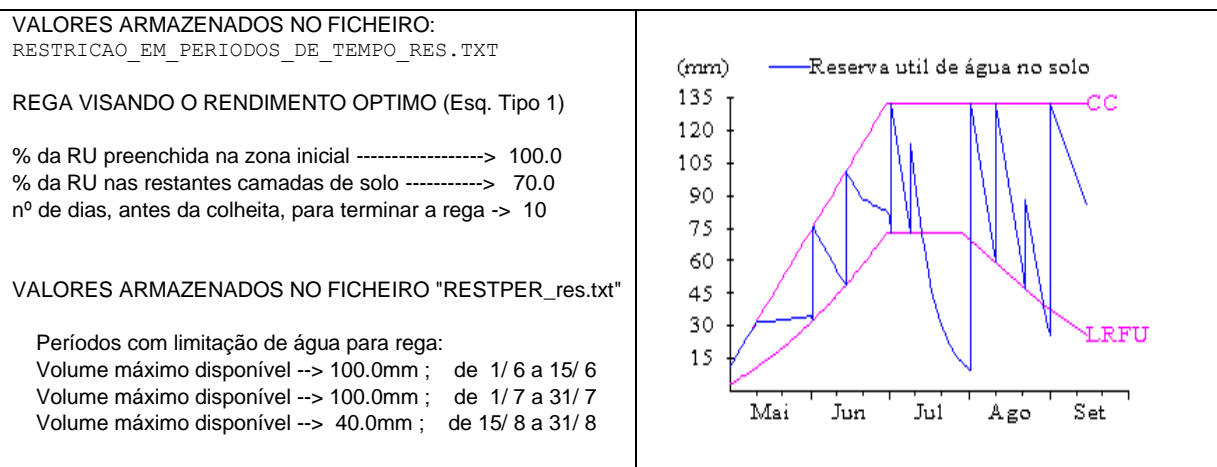 VALORES ARMAZENADOS NO FICHEIRO:
RESTRICAO_EM_PERIODOS_DE_TEMPO_RES.TXT
REGA VISANDO O RENDIMENTO OPTIMO (Esq. Tipo 1)
% da RU preenchida na zona inicial ------------------> 100.0
% da RU nas restantes camadas de solo -----------> 70.0
nº de dias, antes da colheita, para terminar a rega -> 10
VALORES ARMAZENADOS NO FICHEIRO "RESTPER_res.txt"
Períodos com limitação de água para rega:
Volume máximo disponível --> 100.0mm ; de 1/ 6 a 15/ 6
Volume máximo disponível --> 100.0mm ; de 1/ 7 a 31/ 7
Volume máximo disponível --> 40.0mm ; de 15/ 8 a 31/ 8
(mm) Reserva util de água no solo
135
CC
120
105
90
75
60
45
30
LRFU
15
Mai Jun Jul Ago Set